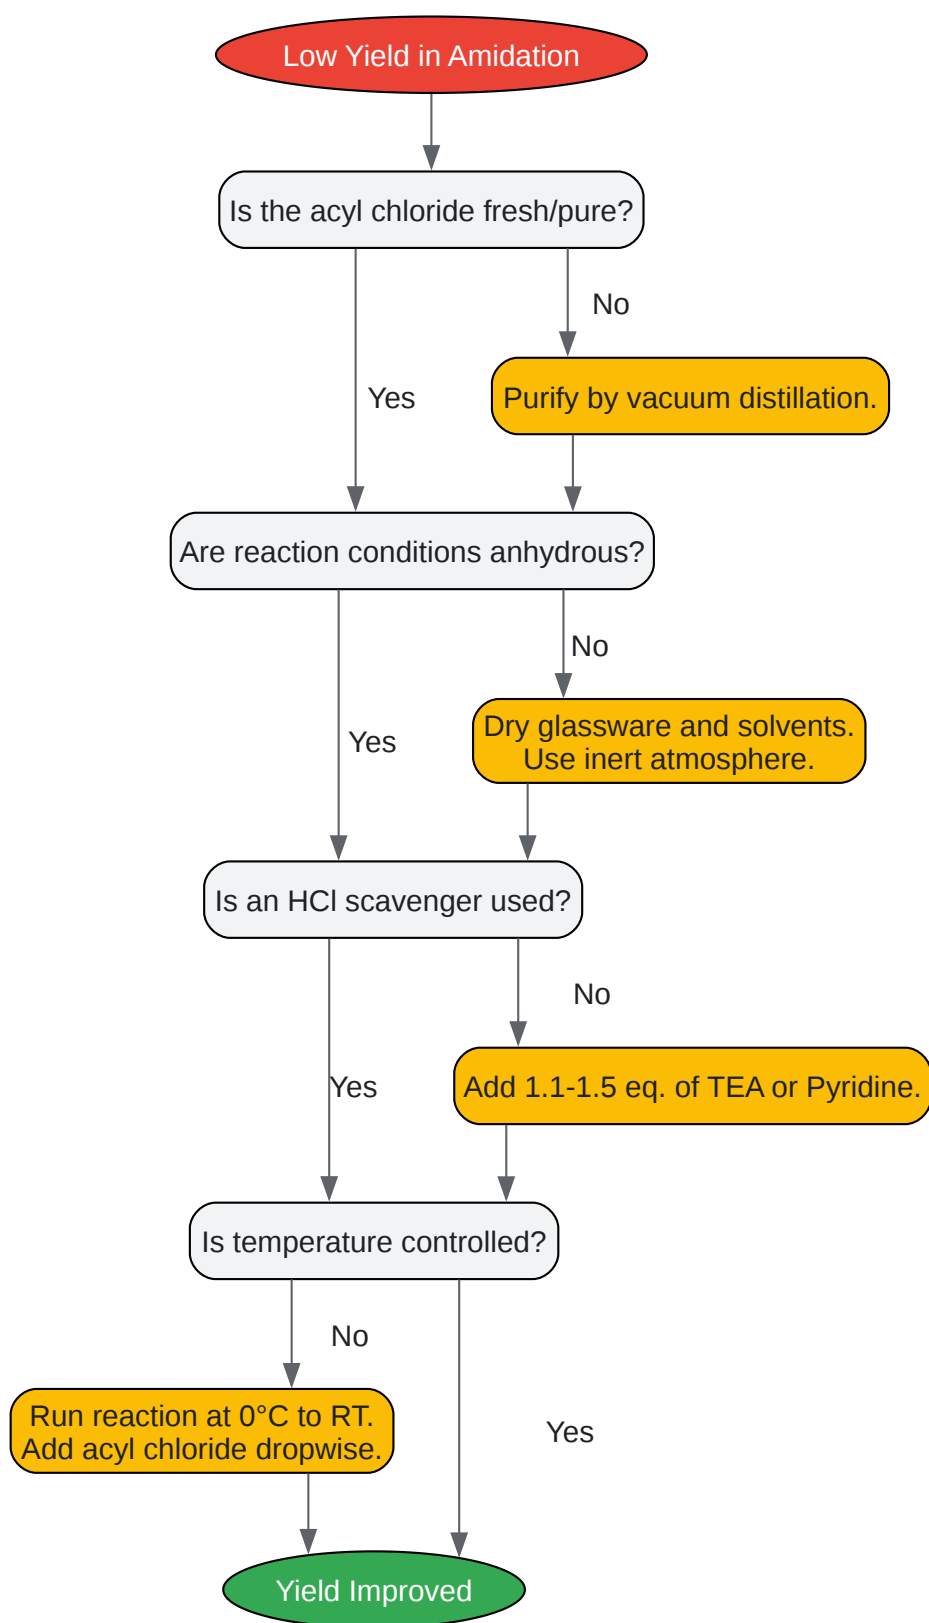 Low Yield in Amidation
Is the acyl chloride fresh/pure?
No
Yes
Purify by vacuum distillation.
Are reaction conditions anhydrous?
No
Yes
Dry glassware and solvents.
Use inert atmosphere.
Is an HCl scavenger used?
No
Yes
Add 1.1-1.5 eq. of TEA or Pyridine.
Is temperature controlled?
No
Run reaction at 0°C to RT.
Add acyl chloride dropwise.
Yes
Yield Improved